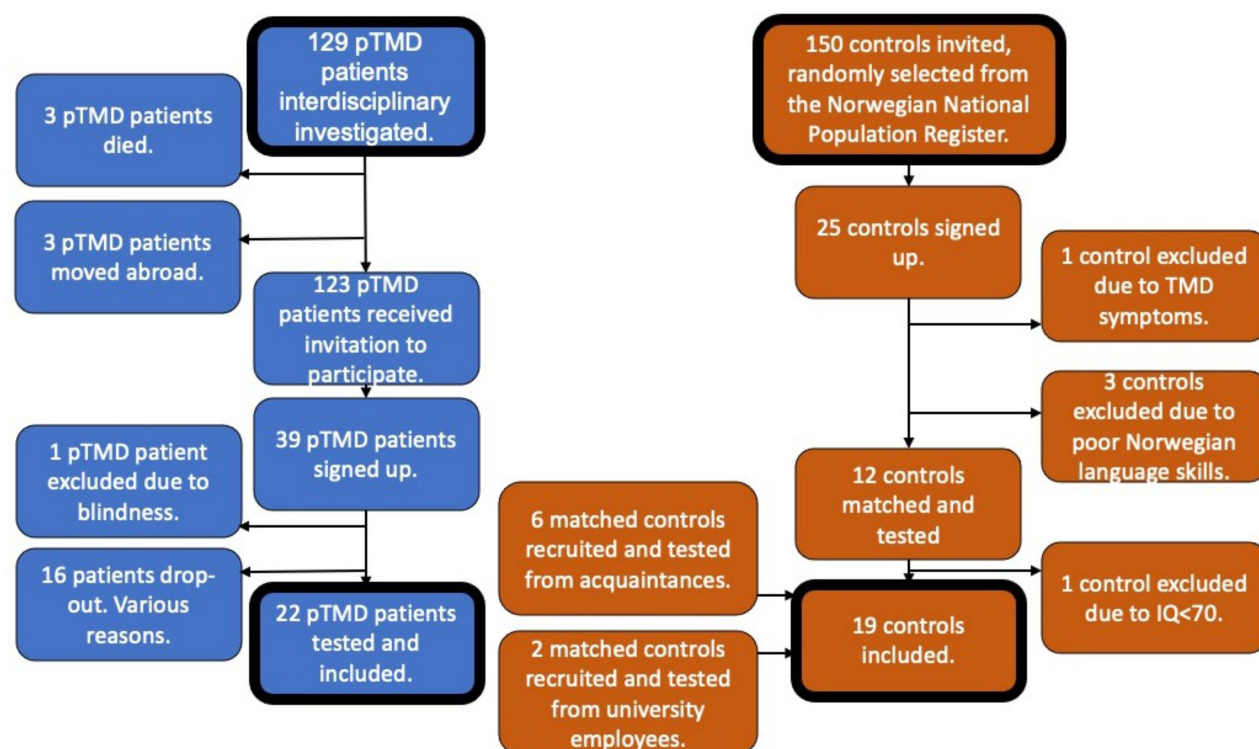 129 pTMD
patients
interdisciplinary
investigated.
3 pTMD patients
died.
3 pTMD patients
moved abroad.
123 pTMD
patients received
invitation to
participate.
39 pTMD patients
signed up.
1 pTMD patient
excluded due to
blindness.
16 patients drop-
out. Various
reasons.
22 pTMD patients
tested and
included.
150 controls invited,
randomly selected from
the Norwegian National
Population Register.
25 controls signed
up.
1 control excluded
due to TMD
symptoms.
3 controls
excluded due to
poor Norwegian
language skills.
12 controls
matched and
tested
6 matched controls
recruited and tested
from acquaintances.
1 control excluded
due to IQ<70.
19 controls
included.
2 matched controls
recruited and tested
from university
employees.